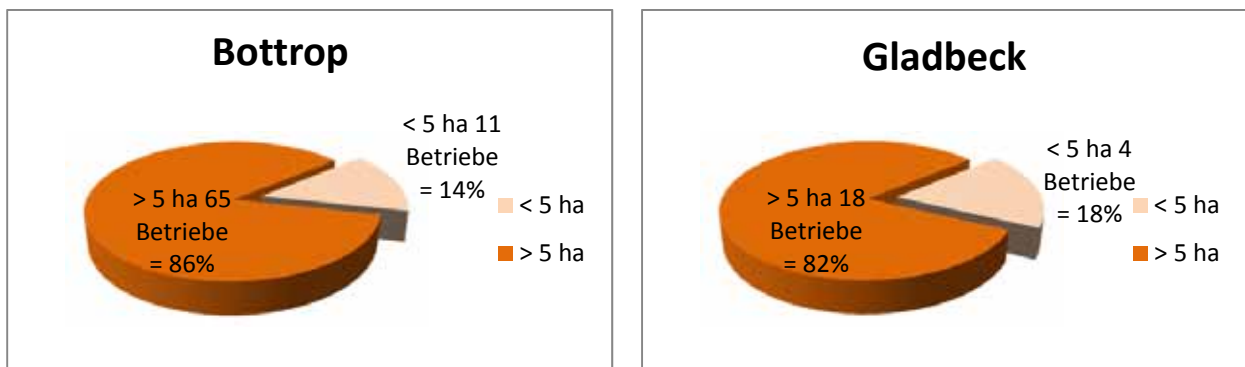 Bottrop
< 5 ha 11
Betriebe
= 14%
> 5 ha 65
Betriebe
= 86%
< 5 ha
> 5 ha
Gladbeck
< 5 ha 4
Betriebe
= 18%
> 5 ha 18
Betriebe
= 82%
< 5 ha
> 5 ha